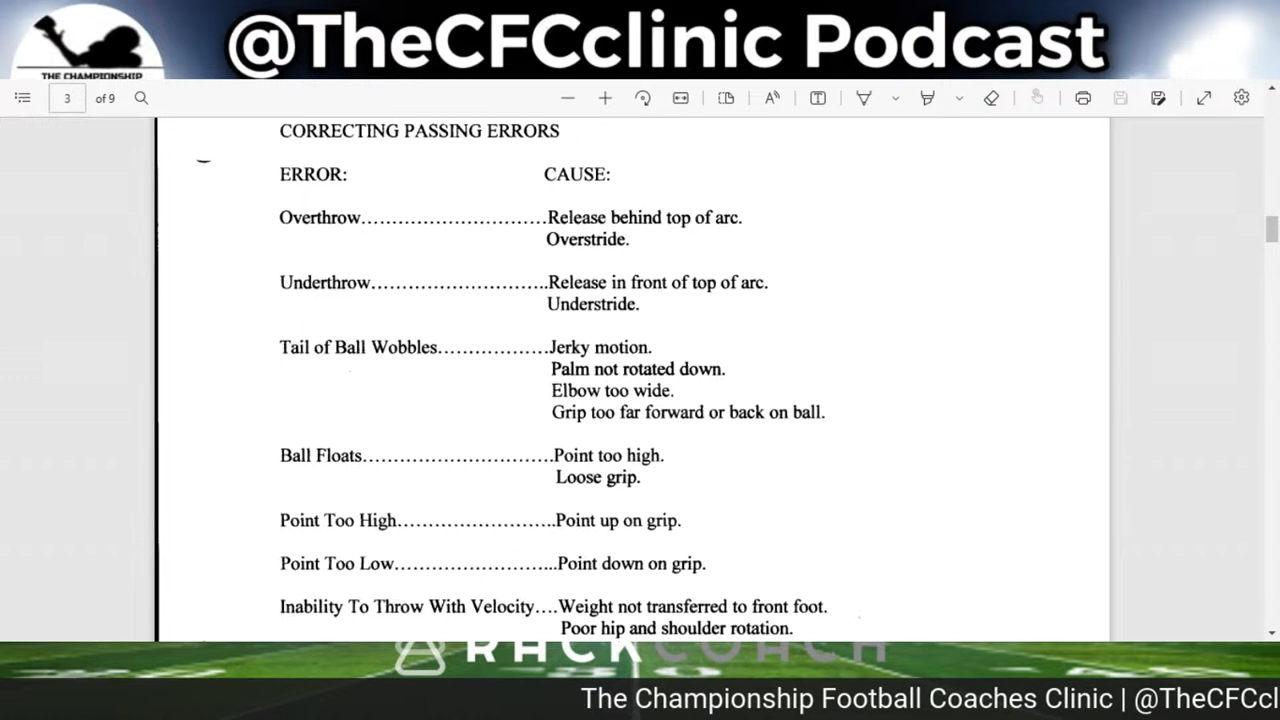 @TheCFCclinic Podcast
THE CHAMPIONSHIP
3 of 9
CORRECTING PASSING ERRORS
ERROR: CAUSE:
Overthrow..............................Release behind top of arc.
Overstride.
Underthrow.............................Release in front of top of arc.
Understride.
Tail of Ball Wobbles..................Jerky motion.
Palm not rotated down.
Elbow too wide.
Grip too far forward or back on ball.
Ball Floats...............................Point too high.
Loose grip.
Point Too High..........................Point up on grip.
Point Too Low...........................Point down on grip.
Inability To Throw With Velocity....Weight not transferred to front foot.
Poor hip and shoulder rotation.
RACKCOACH
The Championship Football Coaches Clinic | @TheCFCcl